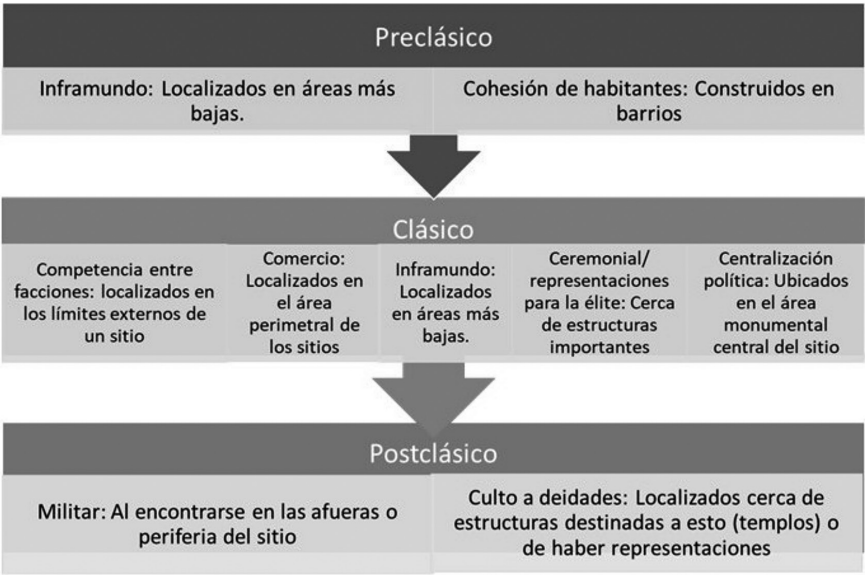 Preclásico
Inframundo: Localizados en áreas más
bajas.
Cohesión de habitantes: Construidos en
barrios
Clásico
Competencia entre
facciones: localizados en
los límites externos de
un sitio
Comercio:
Localizados en
el área
perimetral de
los sitios
Inframundo:
Localizados
en áreas más
bajas.
Ceremonial/
representaciones
para la élite: Cerca
de estructuras
importantes
Centralización
política: Ubicados
en el área
monumental
central del sitio
Postclásico
Militar: Al encontrarse en las afueras o
periferia del sitio
Culto a deidades: Localizados cerca de
estructuras destinadas a esto (templos) o
de haber representaciones